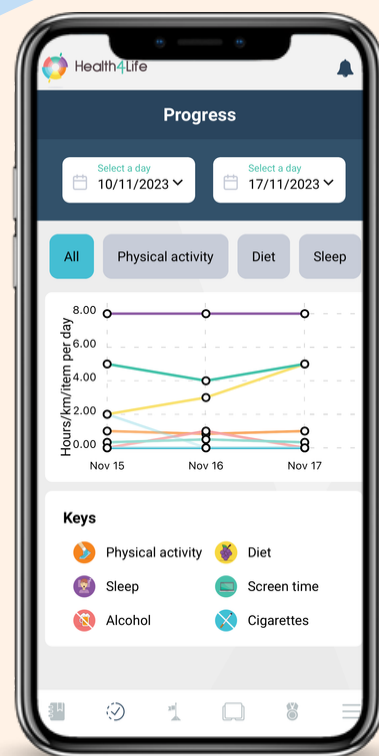 Health4Life
Progress
Select a day
10/11/2023
Select a day
17/11/2023
All
Physical activity
Diet
Sleep
Hours/km/item per day
8.00
6.00
4.00
2.00
0.00
Nov 15
Nov 16
Nov 17
Keys
Physical activity
Diet
Sleep
Screen time
Alcohol
Cigarettes